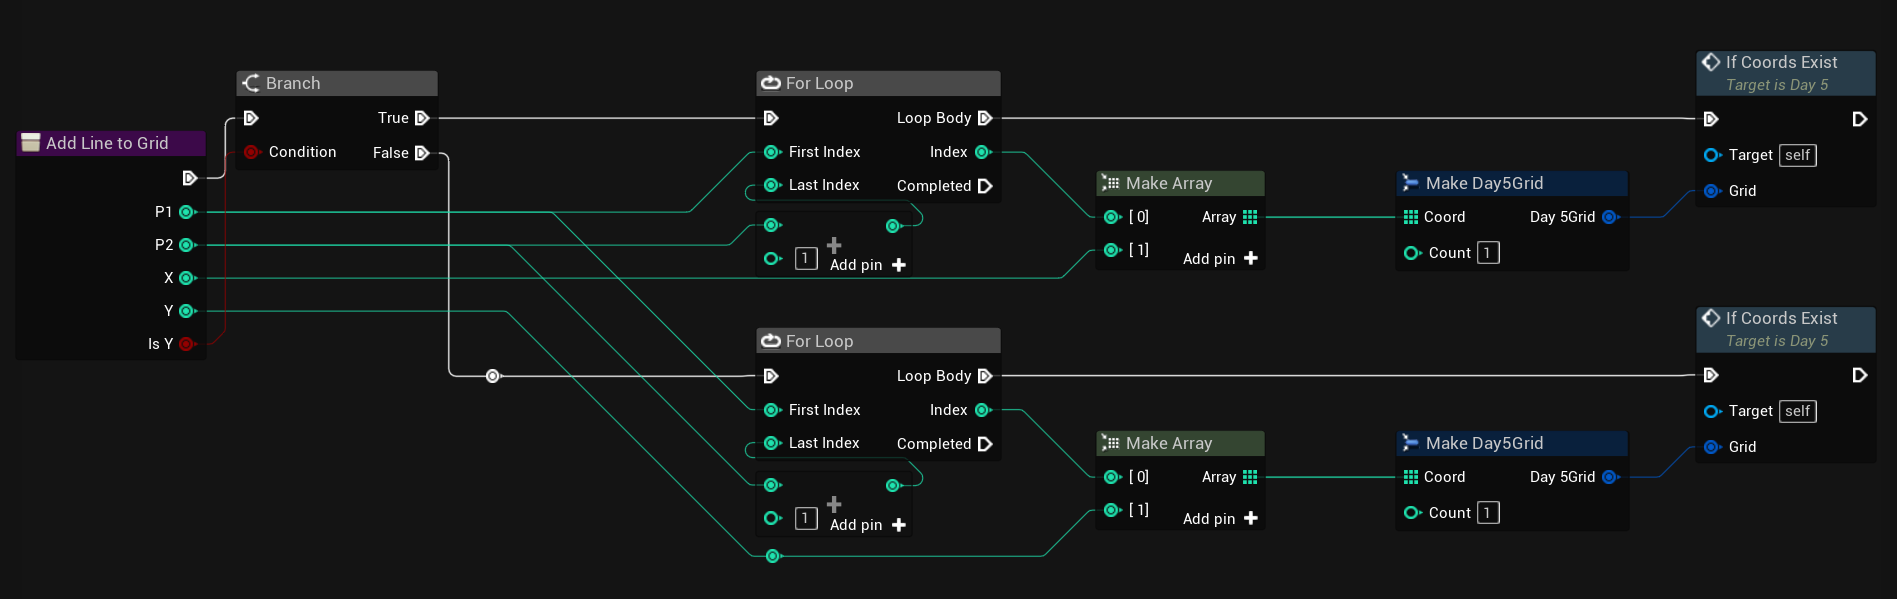 Add Line to Grid
P1
P2
X
Y
Is Y
Branch
True
Condition
False
For Loop
Loop Body
First Index
Index
Last Index
Completed
1
Add pin
Make Array
[ 0]
Array
[ 1]
Add pin
Make Day5Grid
Coord
Day 5Grid
Count 1
If Coords Exist
Target is Day 5
Target self
Grid
For Loop
Loop Body
First Index
Index
Last Index
Completed
1
Add pin
Make Array
[ 0]
Array
[ 1]
Add pin
Make Day5Grid
Coord
Day 5Grid
Count 1
If Coords Exist
Target is Day 5
Target self
Grid